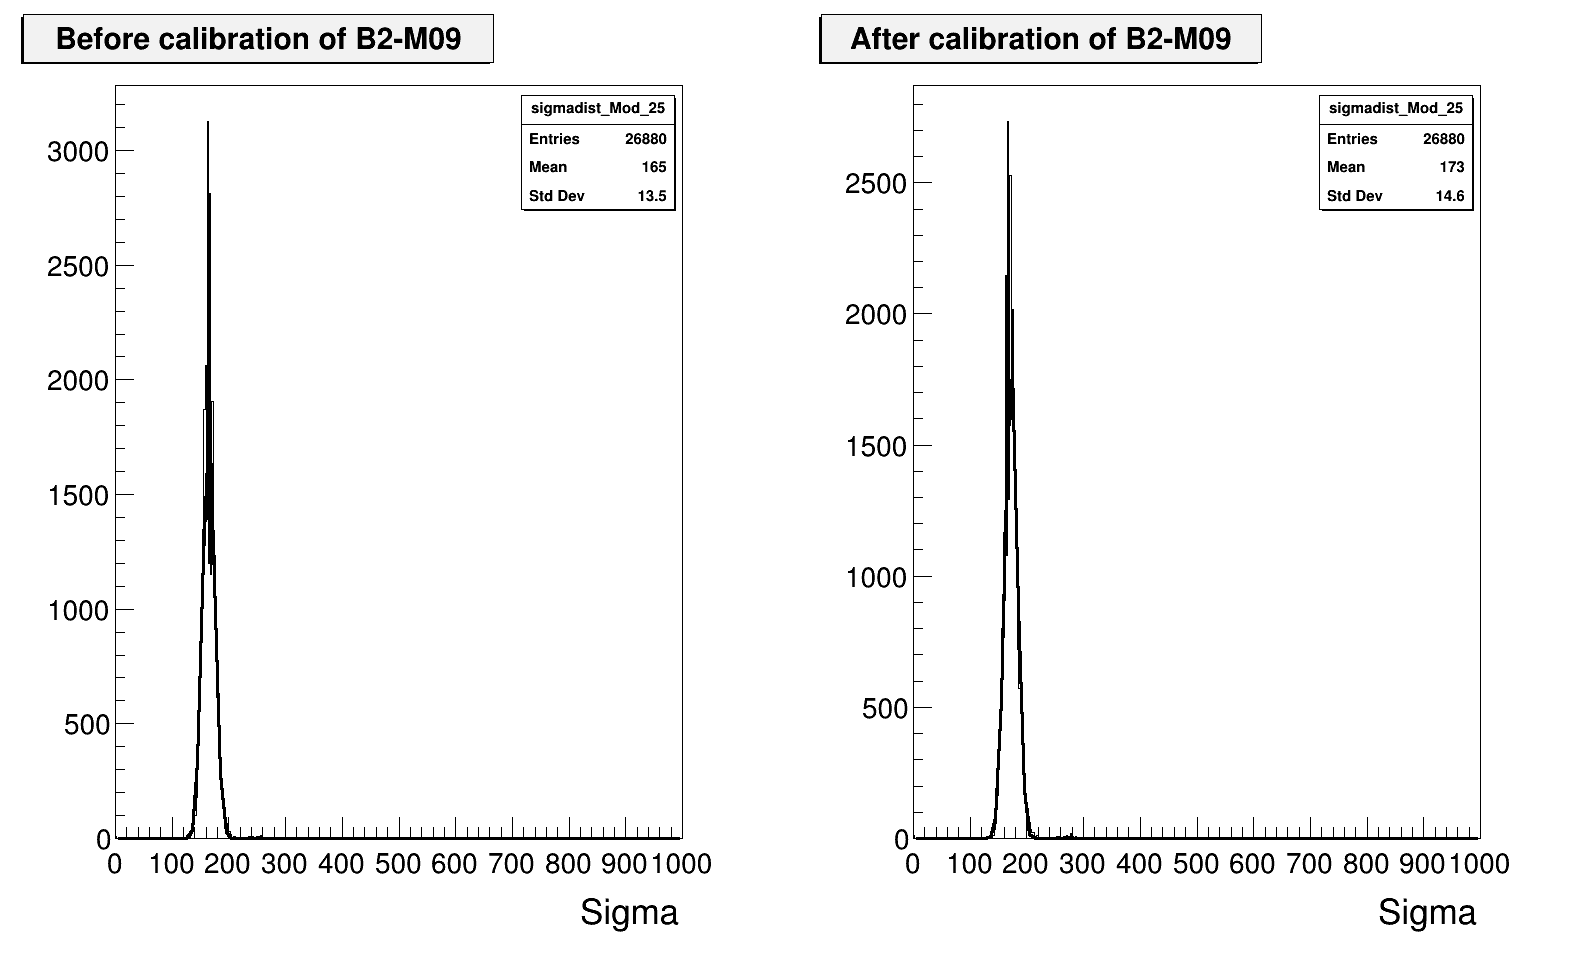 Before calibration of B2-M09
sigmadist_Mod_25
Entries 26880
Mean 165
Std Dev 13.5
3000
2500
2000
1500
1000
500
0
0 100 200 300 400 500 600 700 800 900 1000
Sigma
After calibration of B2-M09
sigmadist_Mod_25
Entries 26880
Mean 173
Std Dev 14.6
2500
2000
1500
1000
500
0
0 100 200 300 400 500 600 700 800 900 1000
Sigma